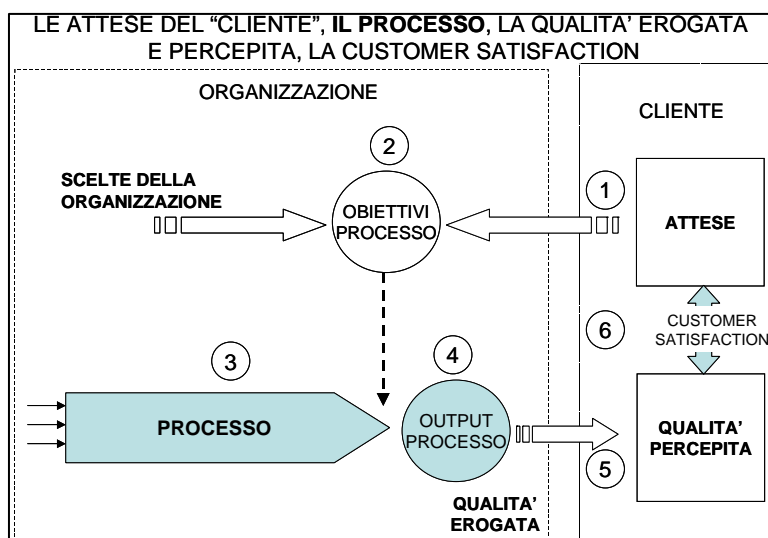 LE ATTESE DEL “CLIENTE”, IL PROCESSO, LA QUALITA’ EROGATA
E PERCEPITA, LA CUSTOMER SATISFACTION
ORGANIZZAZIONE
CLIENTE
2
SCELTE DELLA
ORGANIZZAZIONE
OBIETTIVI
PROCESSO
1
ATTESE
6
CUSTOMER
SATISFACTION
3
4
PROCESSO
OUTPUT
PROCESSO
QUALITA’
PERCEPITA
5
QUALITA’
EROGATA